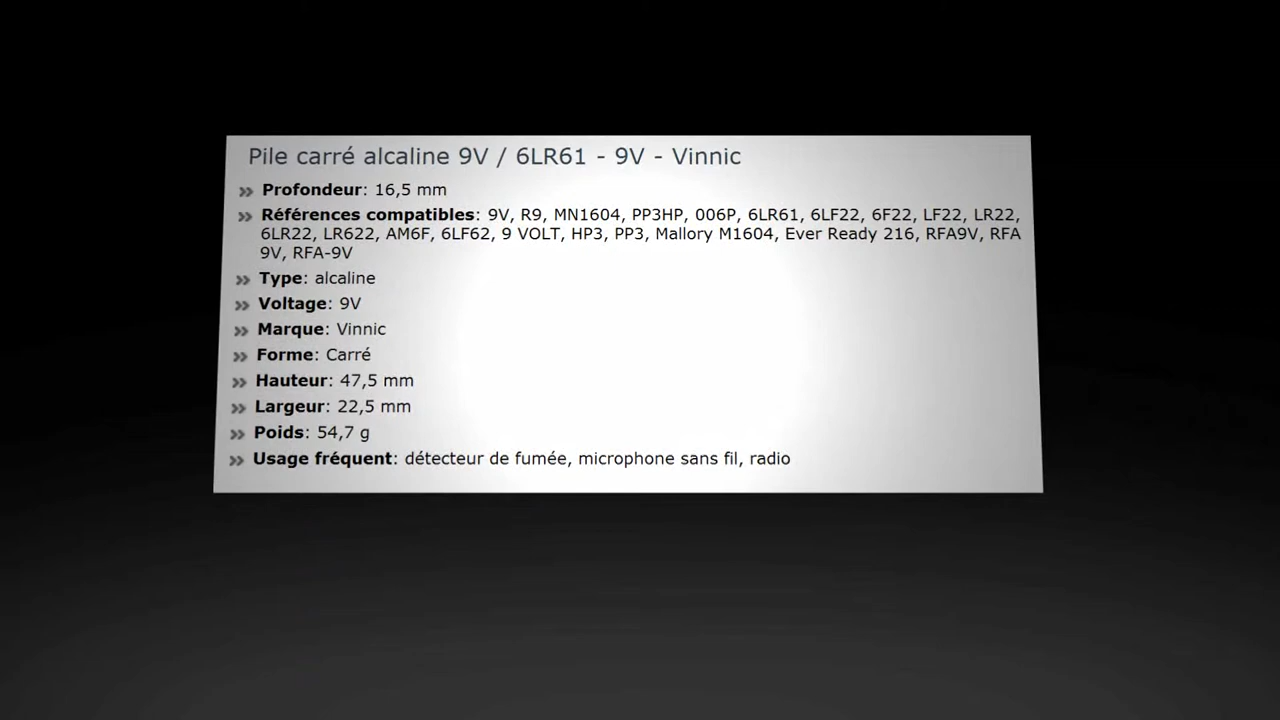 Pile carré alcaline 9V / 6LR61 - 9V - Vinnic
Profondeur: 16,5 mm
Références compatibles: 9V, R9, MN1604, PP3HP, 006P, 6LR61, 6LF22, 6F22, LF22, LR22,
6LR22, LR622, AM6F, 6LF62, 9 VOLT, HP3, PP3, Mallory M1604, Ever Ready 216, RFA9V, RFA
9V, RFA-9V
Type: alcaline
Voltage: 9V
Marque: Vinnic
Forme: Carré
Hauteur: 47,5 mm
Largeur: 22,5 mm
Poids: 54,7 g
Usage fréquent: détecteur de fumée, microphone sans fil, radio